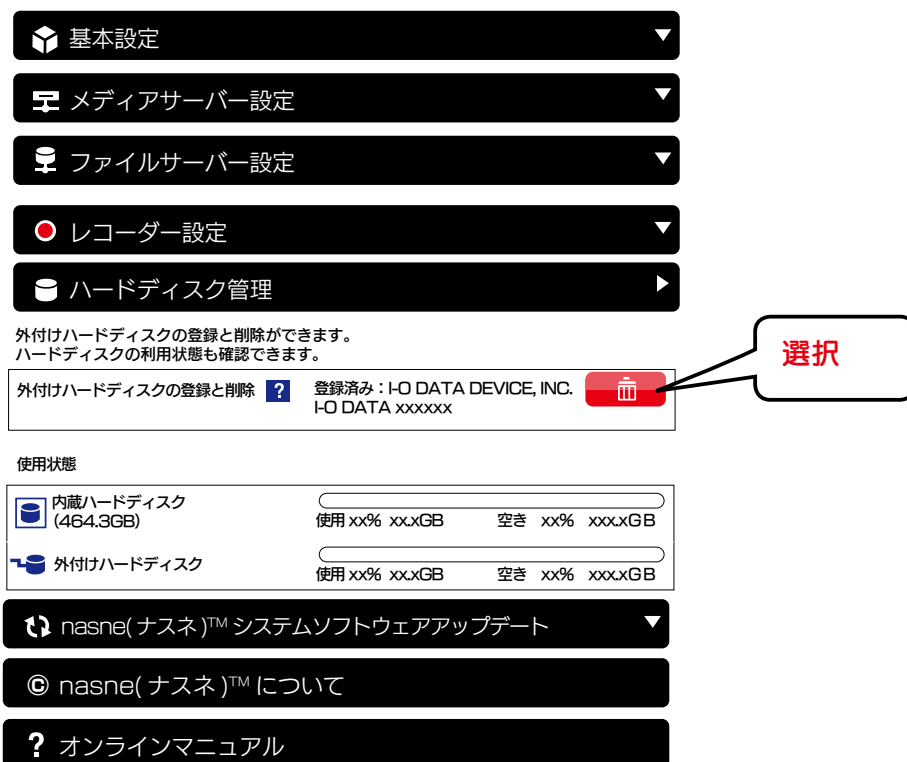 基本設定
メディアサーバー設定
ファイルサーバー設定
レコーダー設定
ハードディスク管理
外付けハードディスクの登録と削除ができます。
ハードディスクの利用状態も確認できます。
外付けハードディスクの登録と削除 ? 登録済み：I-O DATA DEVICE, INC.
I-O DATA xxxxxx
選択
使用状態
内蔵ハードディスク
(464.3GB)
使用 xx% xx.xGB 空き xx% xxx.xGB
外付けハードディスク
使用 xx% xx.xGB 空き xx% xxx.xGB
nasne(ナスネ)™ システムソフトウェアアップデート
© nasne(ナスネ)™ について
? オンラインマニュアル